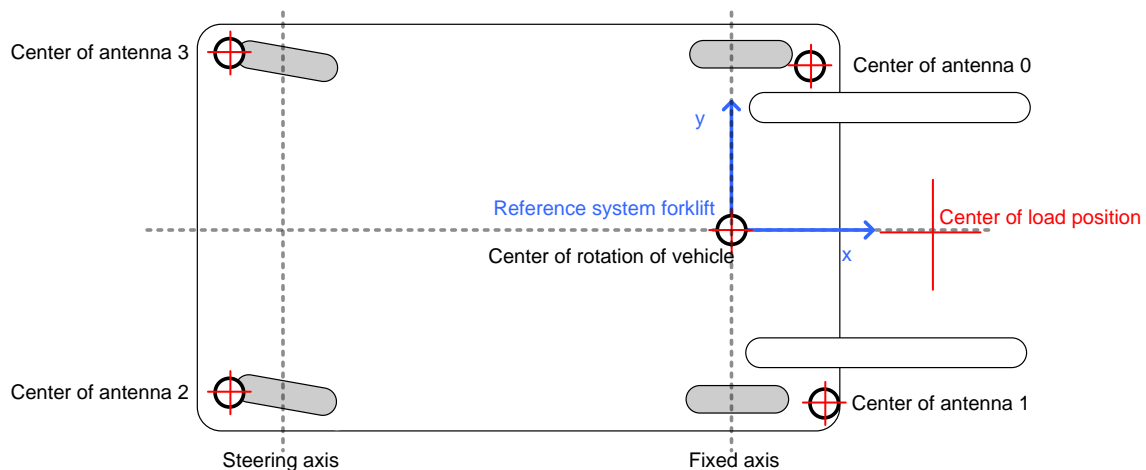 Center of antenna 3
Center of antenna 0
y
Reference system forklift
Center of load position
Center of rotation of vehicle
x
Center of antenna 2
Center of antenna 1
Steering axis
Fixed axis